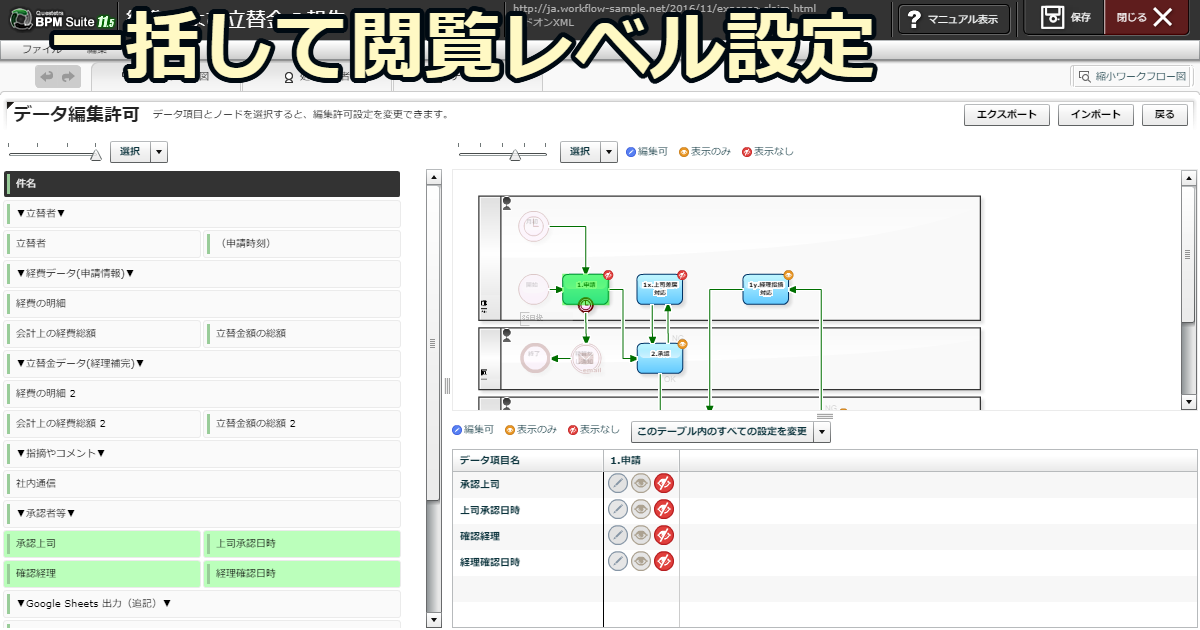 一括して閲覧レベル設定
Questetra
BPM Suite 11.5
立替金
http://ja.workflow-sample.net/2016/11/expense-claim.html
ドオンXML
? マニュアル表示
保存
閉じる
ファイル 編集
縮小ワークフロー図
データ編集許可 データ項目とノードを選択すると、編集許可設定を変更できます。
エクスポート インポート 戻る
選択
選択 編集可 表示のみ 表示なし
件名
▼立替者▼
立替者 （申請時刻）
▼経費データ(申請情報)▼
経費の明細
会計上の経費総額 立替金額の総額
▼立替金データ(経理補完)▼
経費の明細 2
会計上の経費総額 2 立替金額の総額 2
▼指摘やコメント▼
社内通信
▼承認者等▼
承認上司 上司承認日時
確認経理 経理確認日時
▼Google Sheets 出力（追記）▼
1.申請
1x.上司差戻
対応
1y.経理指摘
対応
55日後
終了
NG
2.承認
OK
NG
編集可 表示のみ 表示なし このテーブル内のすべての設定を変更
データ項目名 1.申請
承認上司
上司承認日時
確認経理
経理確認日時